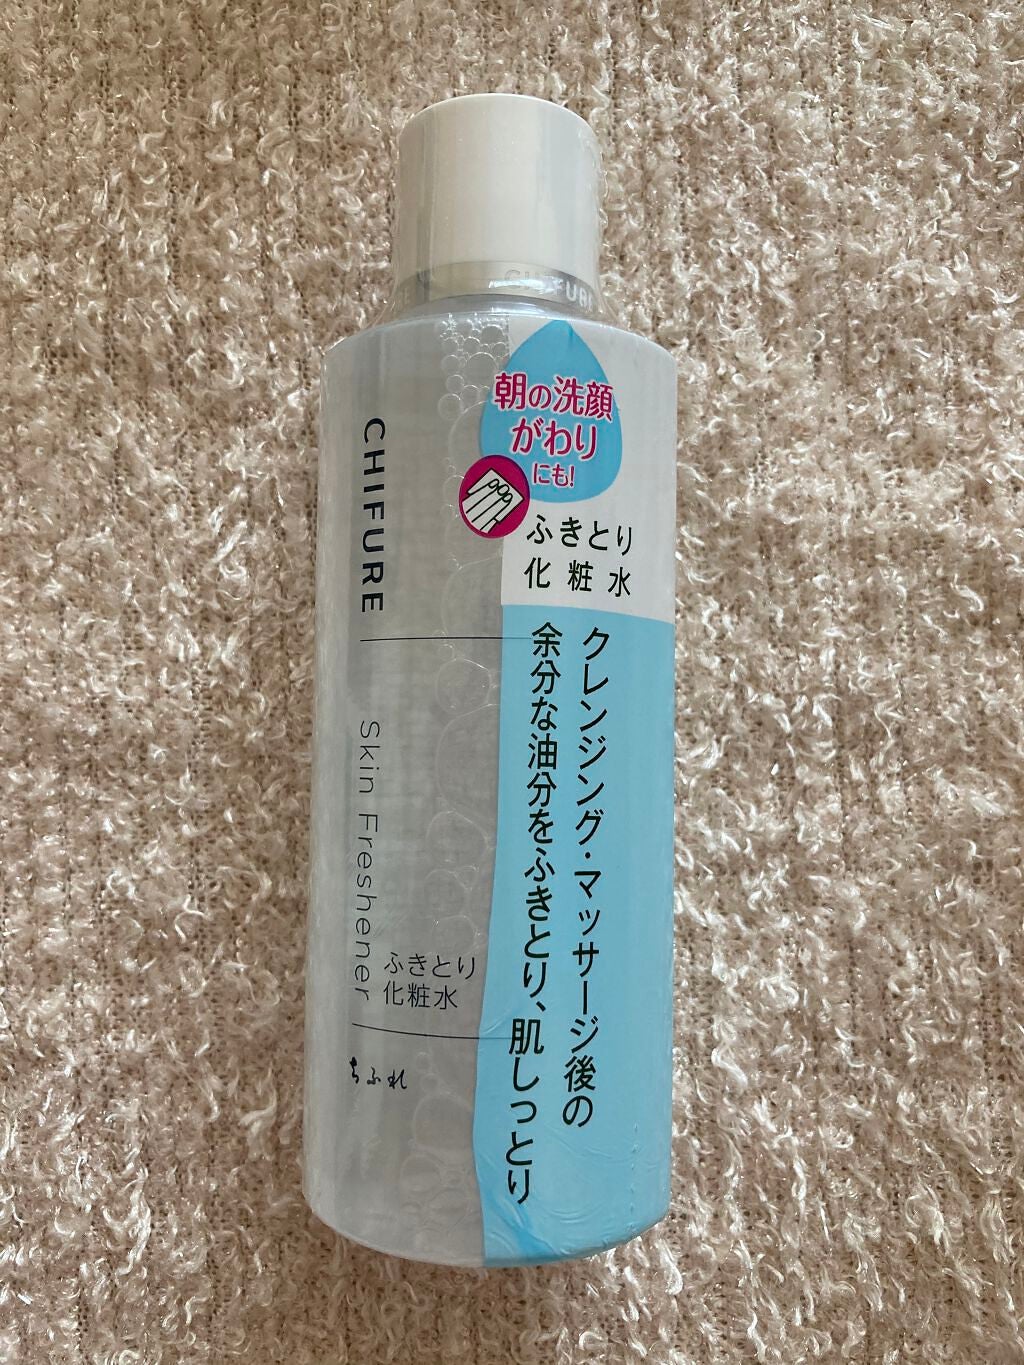 CHIFURE
朝の洗顔
がわり
にも!
ふきとり
化粧水
クレンジング・マッサージ後の
余分な油分をふきとり、肌しっとり
CHIFURE
Skin Freshener
ふきとり
化粧水
ちふれ